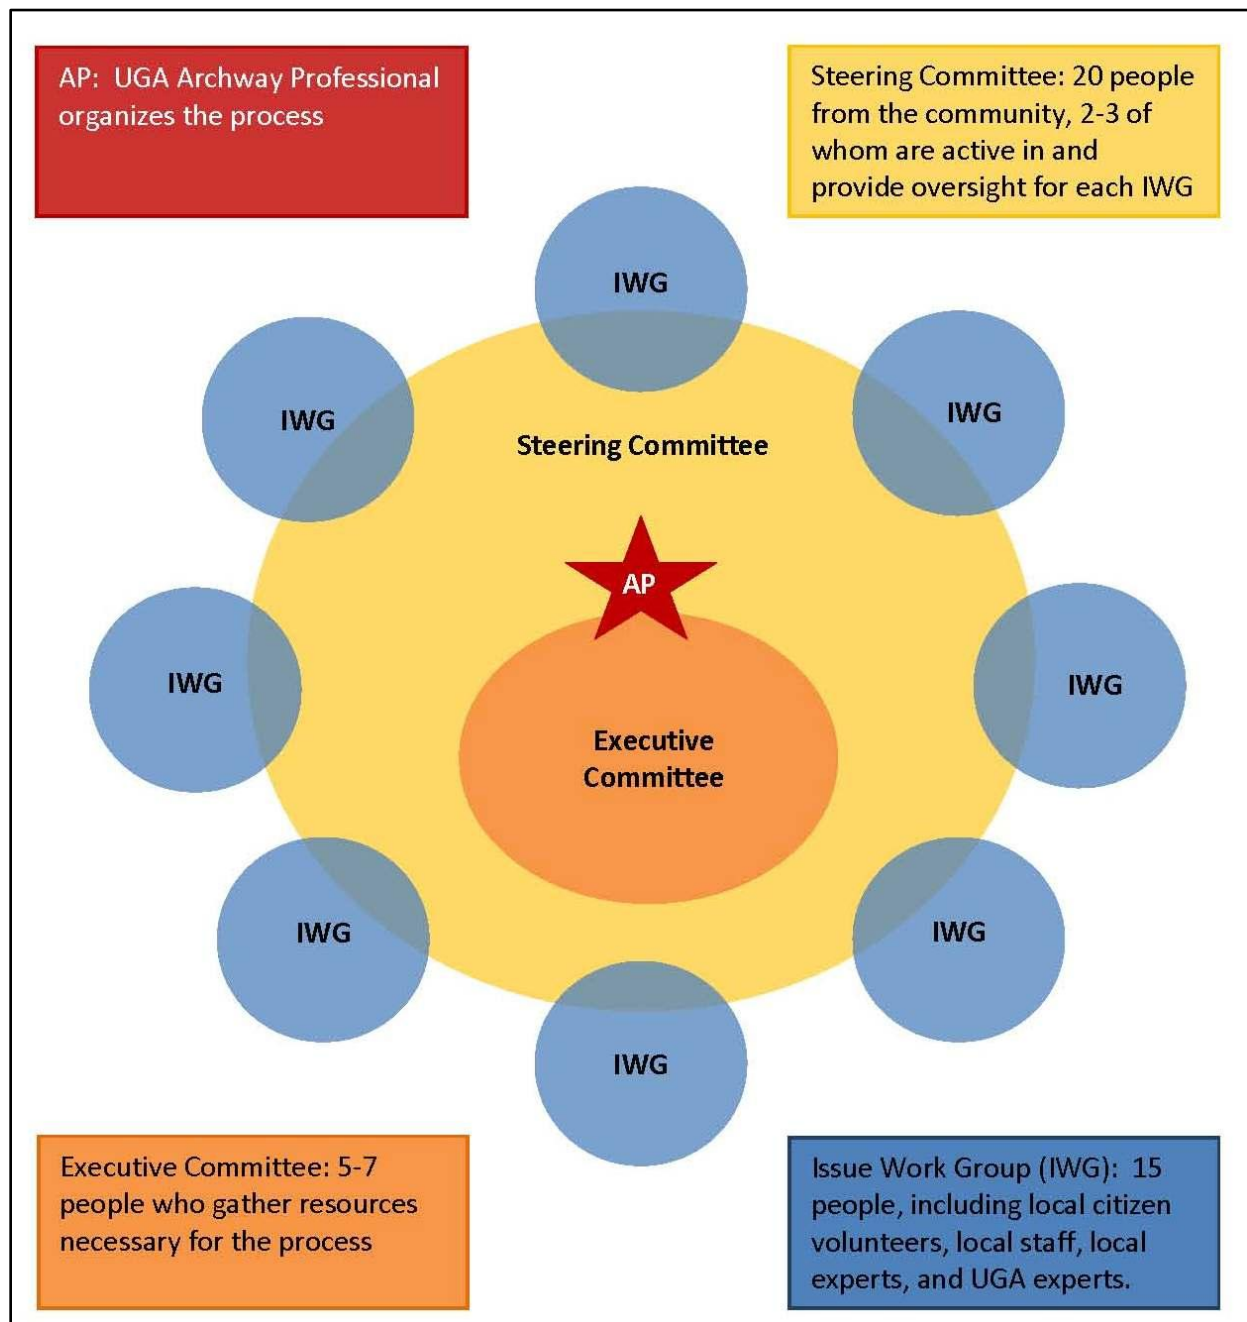 AP:  UGA Archway Professional
organizes the process
Steering Committee: 20 people
from the community, 2-3 of
whom are active in and
provide oversight for each IWG
IWG
IWG
IWG
Steering Committee
AP
IWG
IWG
Executive
Committee
IWG
IWG
IWG
Executive Committee: 5-7
people who gather resources
necessary for the process
Issue Work Group (IWG):  15
people, including local citizen
volunteers, local staff, local
experts, and UGA experts.